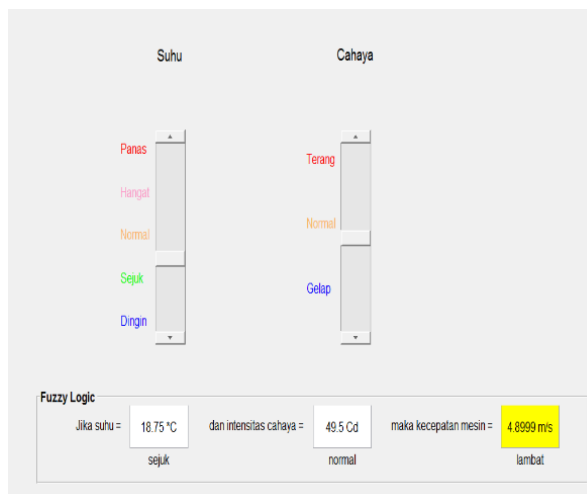 Suhu
Cahaya
Panas
Hangat
Normal
Sejuk
Dingin
Terang
Normal
Gelap
Fuzzy Logic
Jika suhu = 18.75 °C dan intensitas cahaya = 49.5 Cd maka kecepatan mesin = 4.8999 m/s
sejuk normal lambat